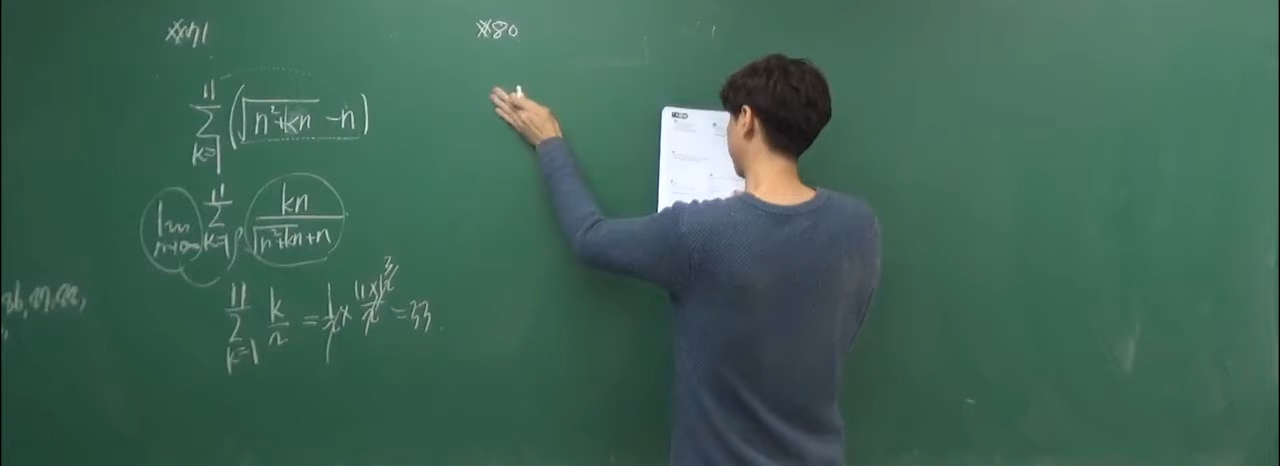 ※71
11
∑ (√(n²+kn) - n)
k=1
lim 11
n→∞ ∑ kn / (√(n²+kn) + n)
k=1
11
∑ k/2 = 1/2 × (11×12)/2 = 33
k=1
※80